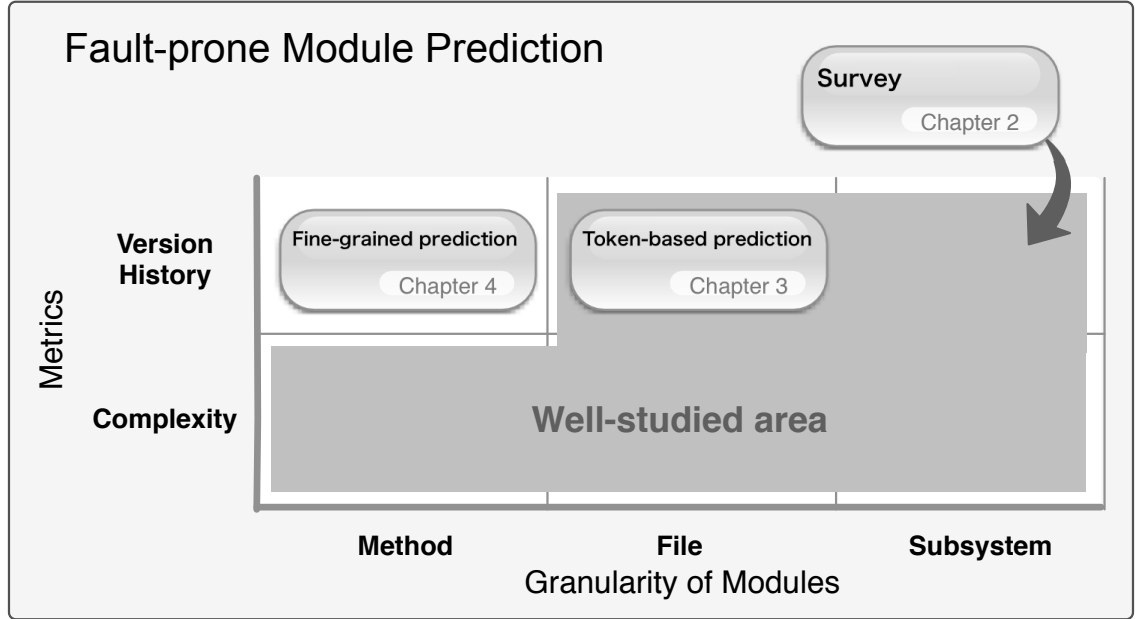 Fault-prone Module Prediction
Survey
Chapter 2
Version
History
Fine-grained prediction
Chapter 4
Token-based prediction
Chapter 3
Metrics
Complexity
Well-studied area
Method
File
Subsystem
Granularity of Modules